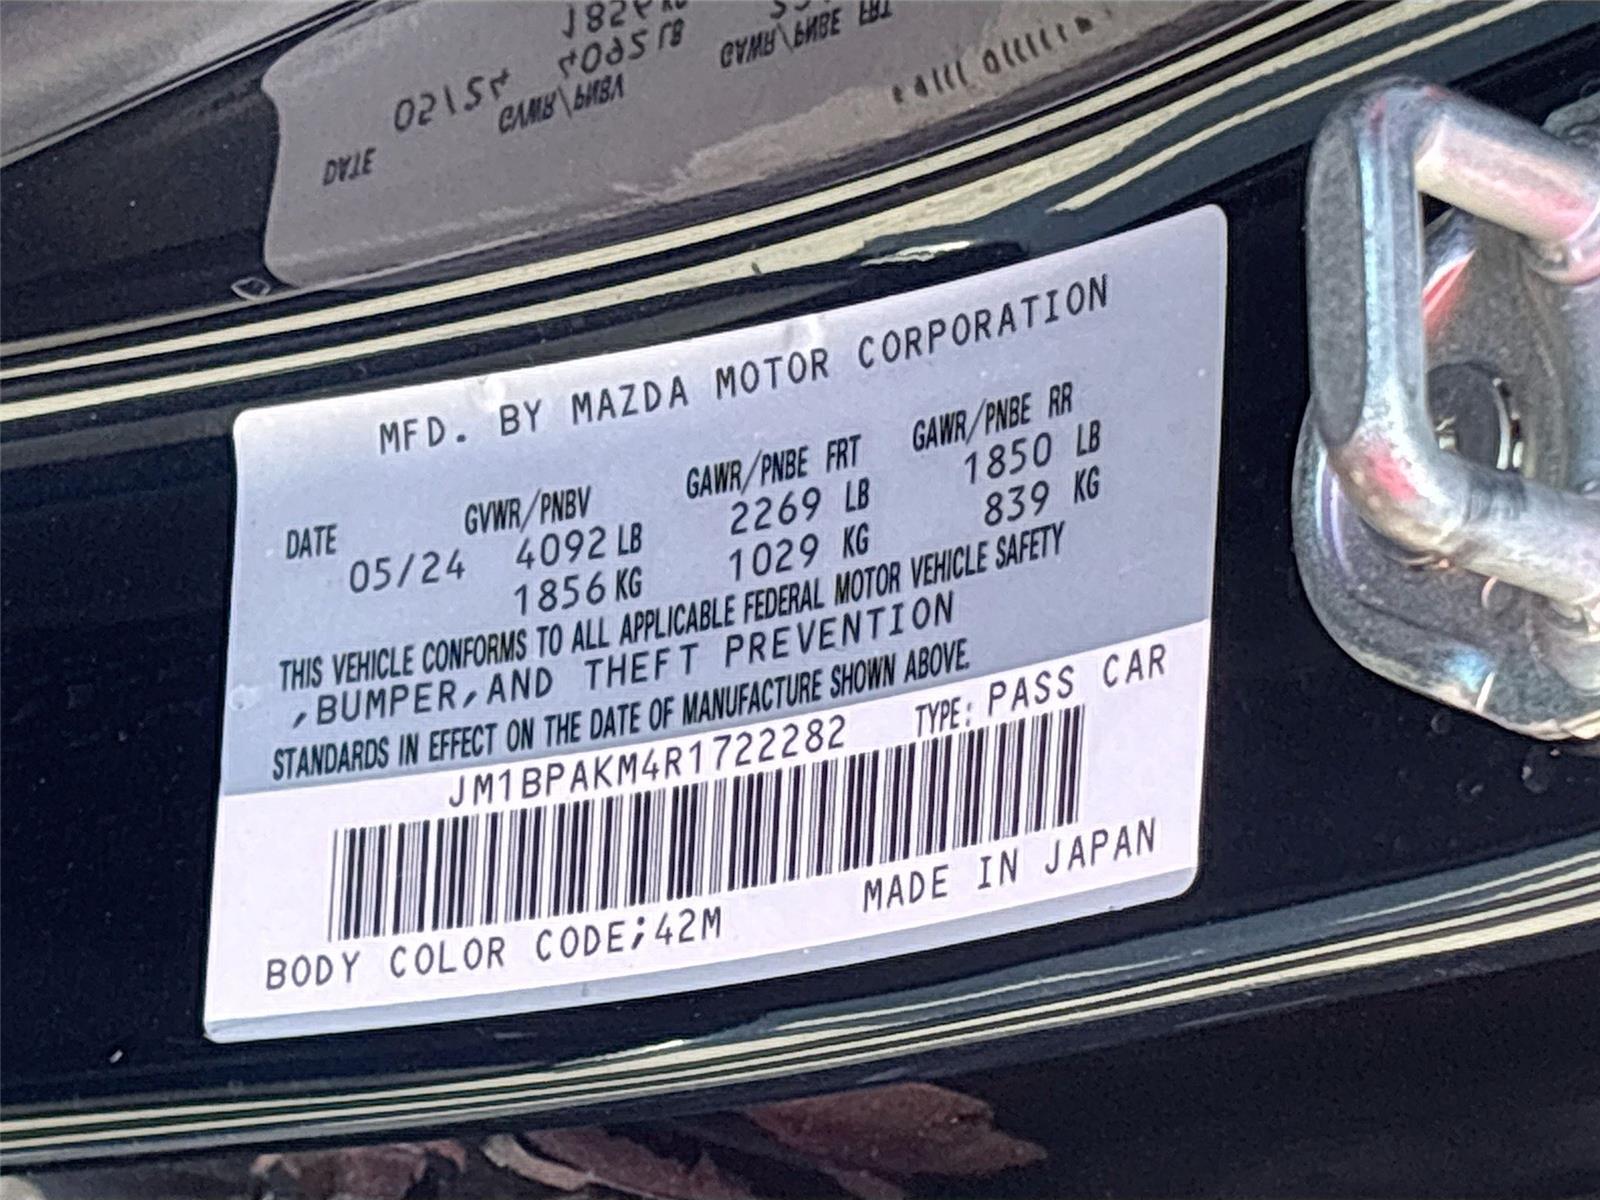 MFD. BY MAZDA MOTOR CORPORATION
DATE GVWR/PNBV GAWR/PNBE FRT GAWR/PNBE RR
05/24 4092 LB 2269 LB 1850 LB
1856 KG 1029 KG 839 KG
THIS VEHICLE CONFORMS TO ALL APPLICABLE FEDERAL MOTOR VEHICLE SAFETY
,BUMPER,AND THEFT PREVENTION
STANDARDS IN EFFECT ON THE DATE OF MANUFACTURE SHOWN ABOVE.
JM1BPAKM4R1722282 TYPE: PASS CAR
BODY COLOR CODE;42M MADE IN JAPAN